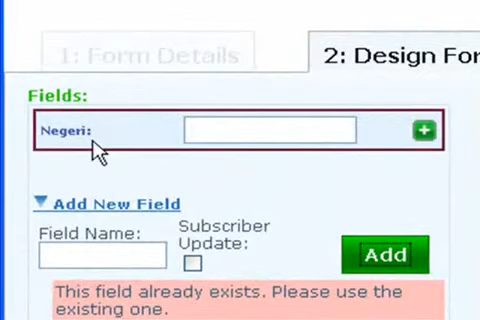 1: Form Details
2: Design For
Fields:
Negeri:
Add New Field
Field Name:
Subscriber
Update:
Add
This field already exists. Please use the
existing one.